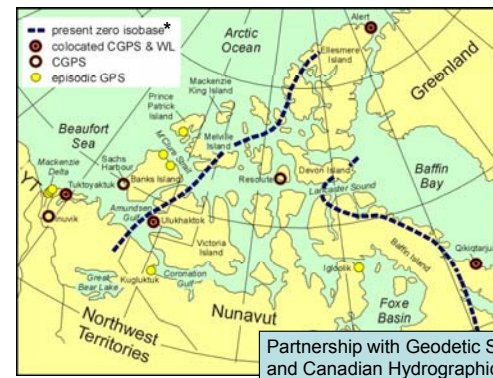 present zero isobase*
colocated CGPS & WL
CGPS
episodic GPS
Arctic
Ocean
Alert
Ellesmere
Island
Greenland
Mackenzie
King Island
Prince
Patrick
Island
Beaufort
Sea
M'Clure Strait
Melville
Island
Mackenzie
Delta
Sachs
Harbour
Banks Island
Resolute
Devon Island
Lancaster Sound
Baffin
Bay
YT
Tuktoyaktuk
Inuvik
Amundsen
Gulf
Ulukhaktok
Victoria
Island
Baffin Island
Qikiqtarju
Igloolik
Kugluktuk
Coronation
Gulf
Great
Bear Lake
Foxe
Basin
Nunavut
Northwest
Territories
Partnership with Geodetic S
and Canadian Hydrographic